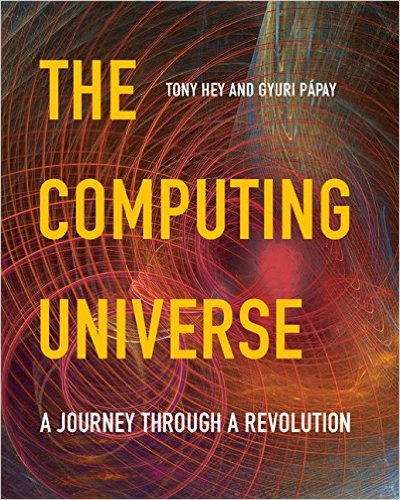 THE
TONY HEY AND GYURI PÁPAY
COMPUTING
UNIVERSE
A JOURNEY THROUGH A REVOLUTION